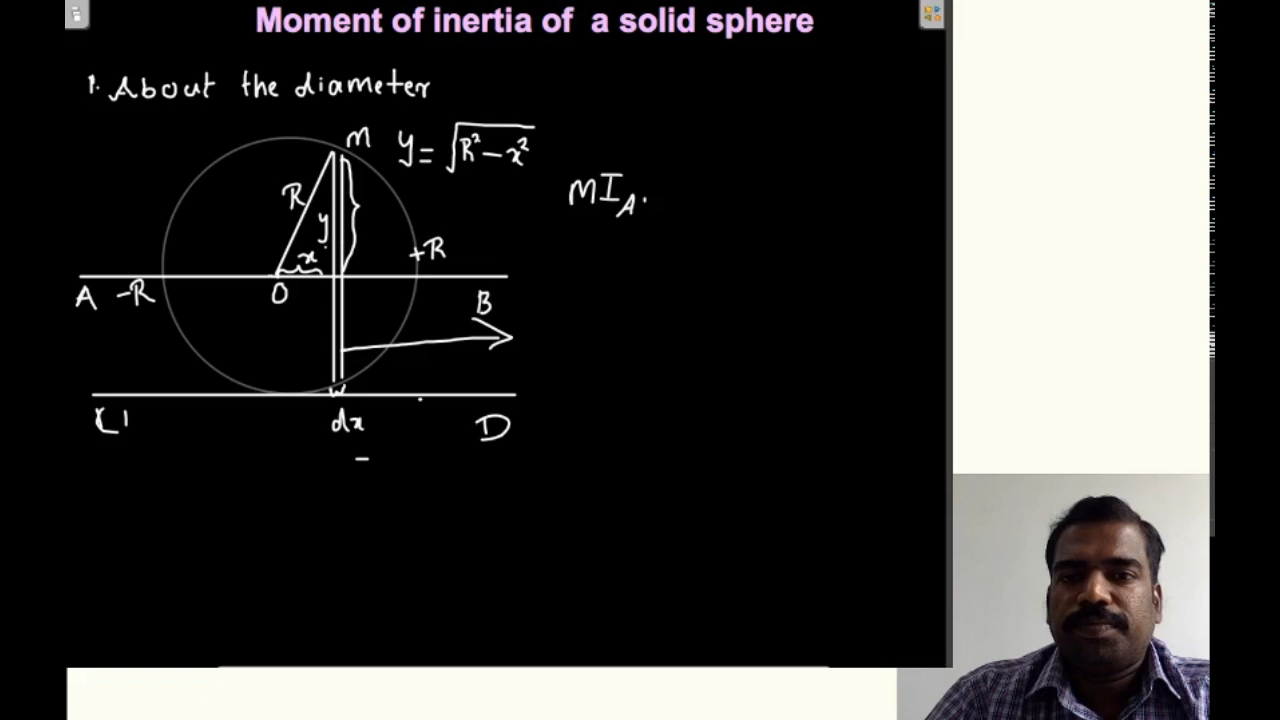 Moment of inertia of a solid sphere
1. About the diameter
M y = √R² - x²
MI_A.
R
y
x
+R
A -R O B
dx D